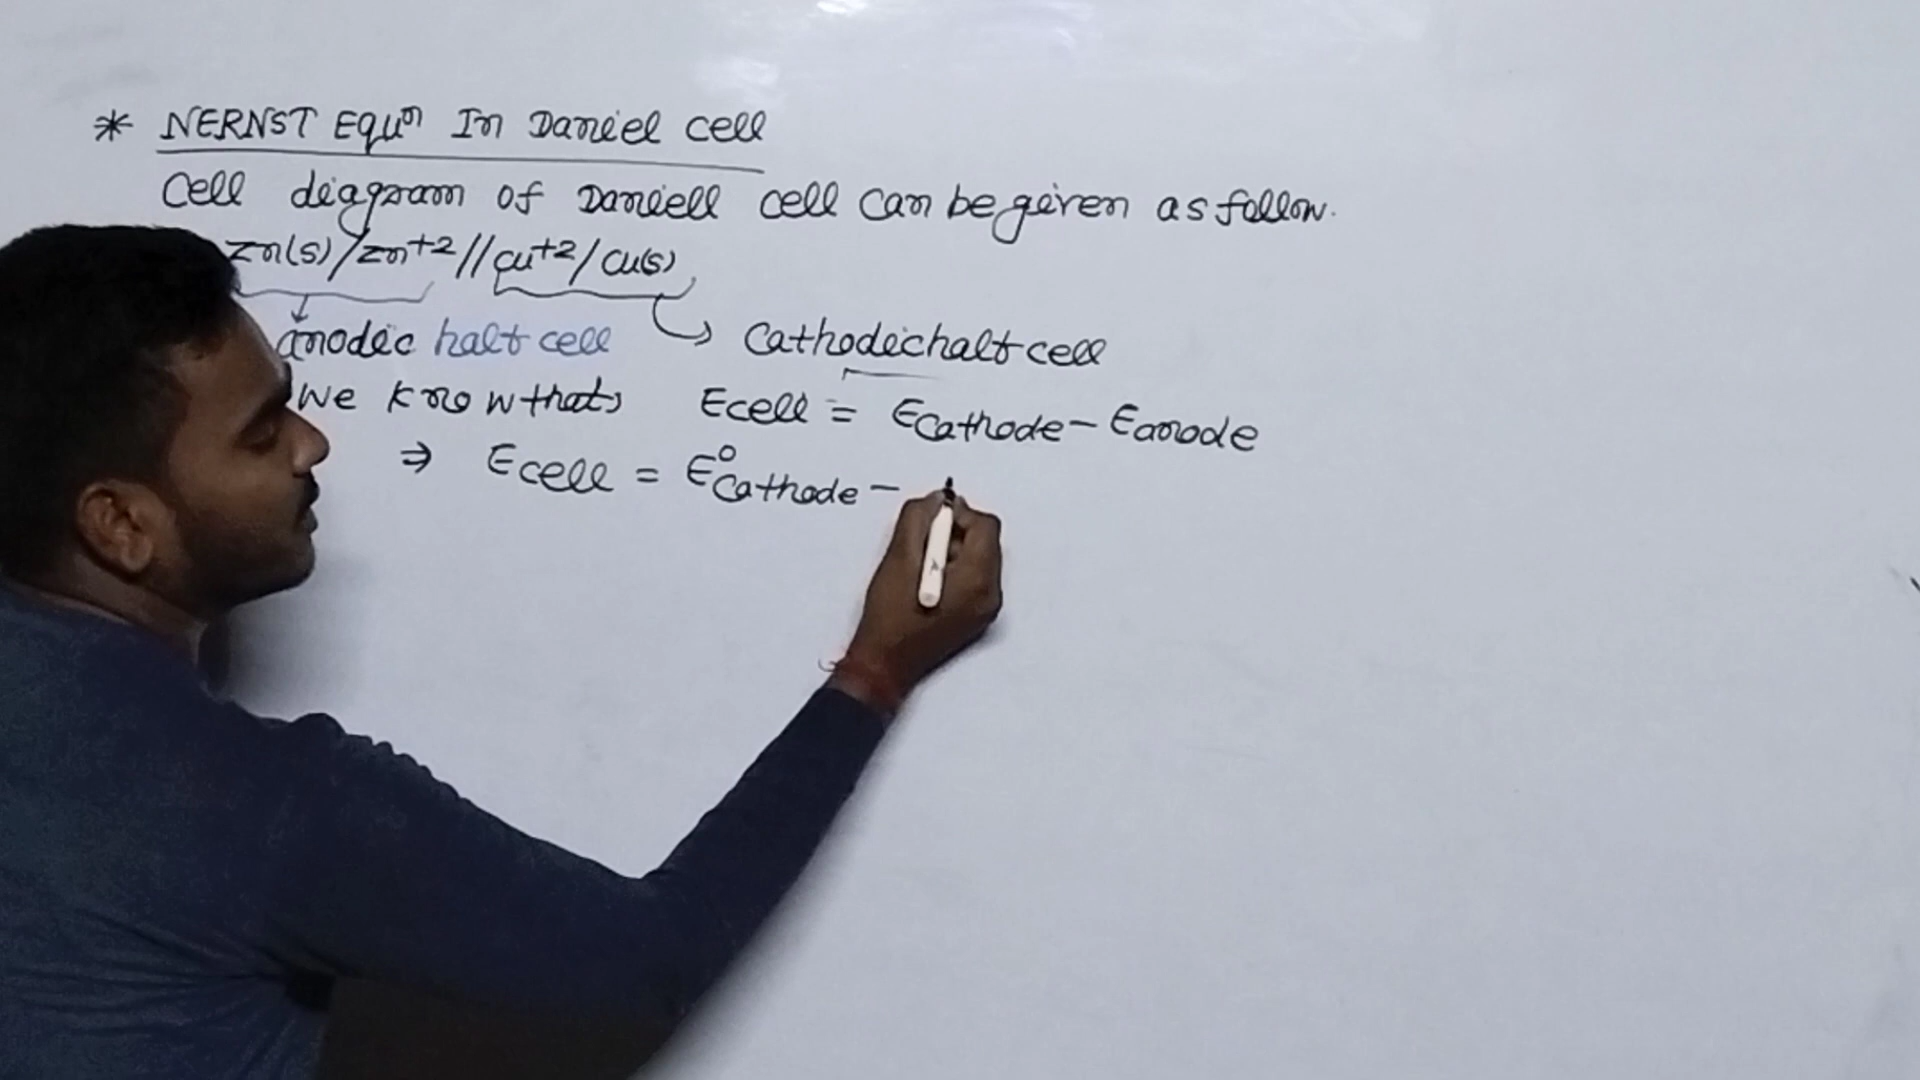 * NERNST Equⁿ In Daniel cell
Cell diagram of Daniell cell can be given as follow.
Zn(s)/Zn⁺²//Cu⁺²/Cu(s)
anodic half cell
Cathodic half cell
We know that, Ecell = Ecathode - Eanode
⇒ Ecell = E°Cathode -